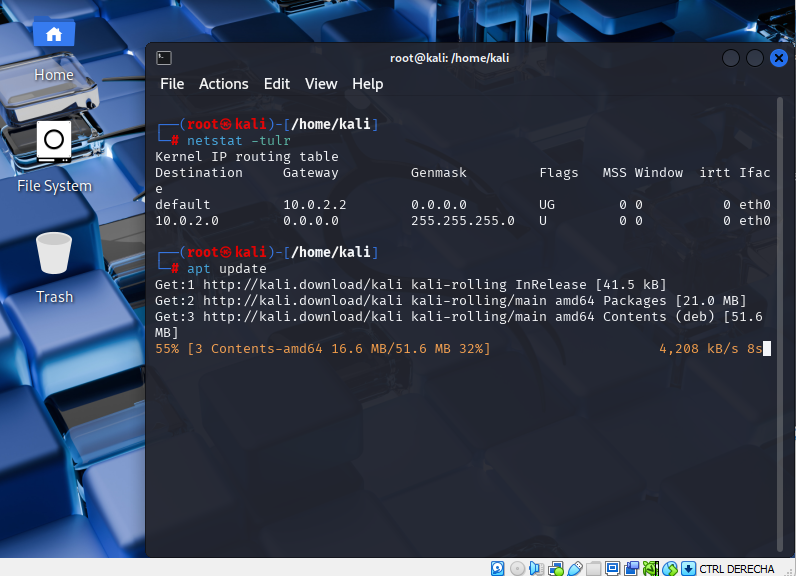 Home
File System
Trash
root@kali: /home/kali
File Actions Edit View Help
┌──(root㉿kali)-[/home/kali]
└─# netstat -tulr
Kernel IP routing table
Destination     Gateway         Genmask         Flags   MSS Window  irtt Ifac
e
default         10.0.2.2        0.0.0.0         UG        0 0          0 eth0
10.0.2.0        0.0.0.0         255.255.255.0   U         0 0          0 eth0
┌──(root㉿kali)-[/home/kali]
└─# apt update
Get:1 http://kali.download/kali kali-rolling InRelease [41.5 kB]
Get:2 http://kali.download/kali kali-rolling/main amd64 Packages [21.0 MB]
Get:3 http://kali.download/kali kali-rolling/main amd64 Contents (deb) [51.6
MB]
55% [3 Contents-amd64 16.6 MB/51.6 MB 32%]                     4,208 kB/s 8s
CTRL DERECHA